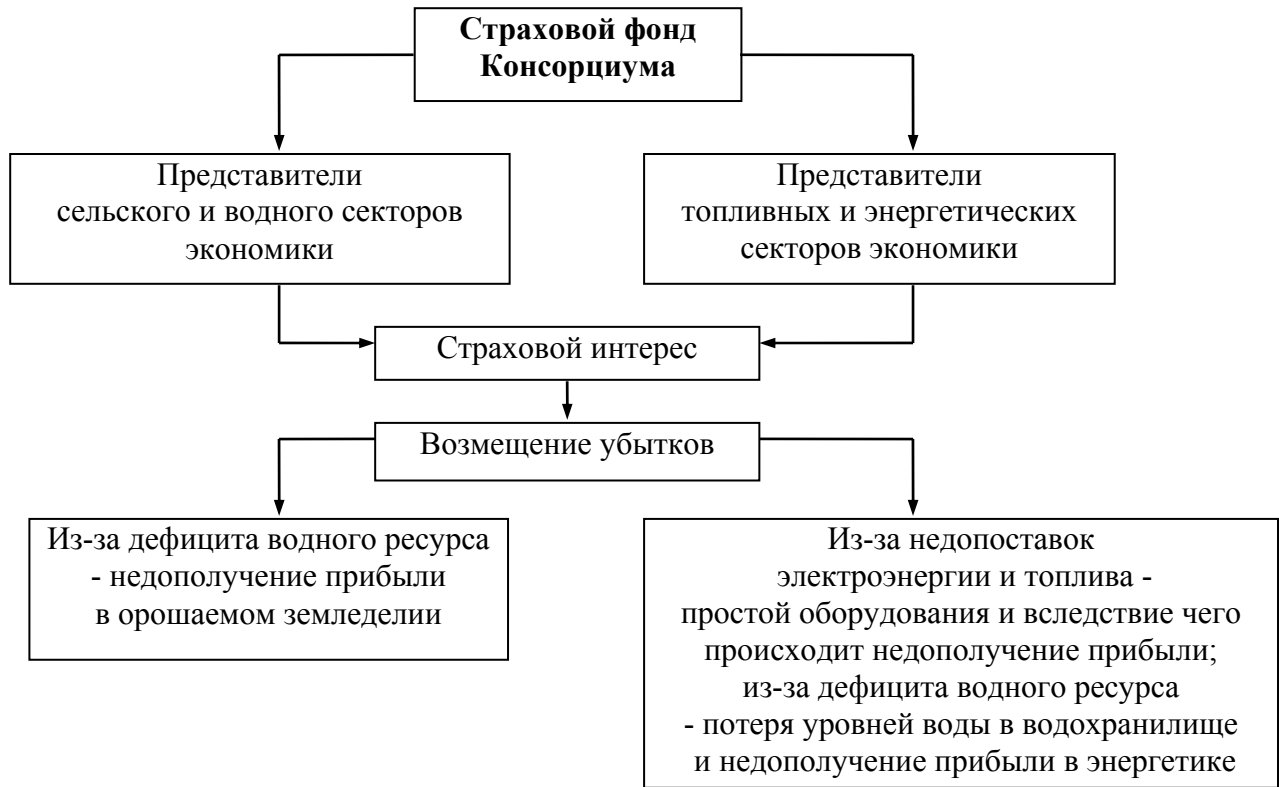 Страховой фонд
Консорциума
Представители
сельского и водного секторов
экономики
Представители
топливных и энергетических
секторов экономики
Страховой интерес
Возмещение убытков
Из-за дефицита водного ресурса
- недополучение прибыли
в орошаемом земледелии
Из-за недопоставок
электроэнергии и топлива -
простой оборудования и вследствие чего
происходит недополучение прибыли;
из-за дефицита водного ресурса
- потеря уровней воды в водохранилище
и недополучение прибыли в энергетике